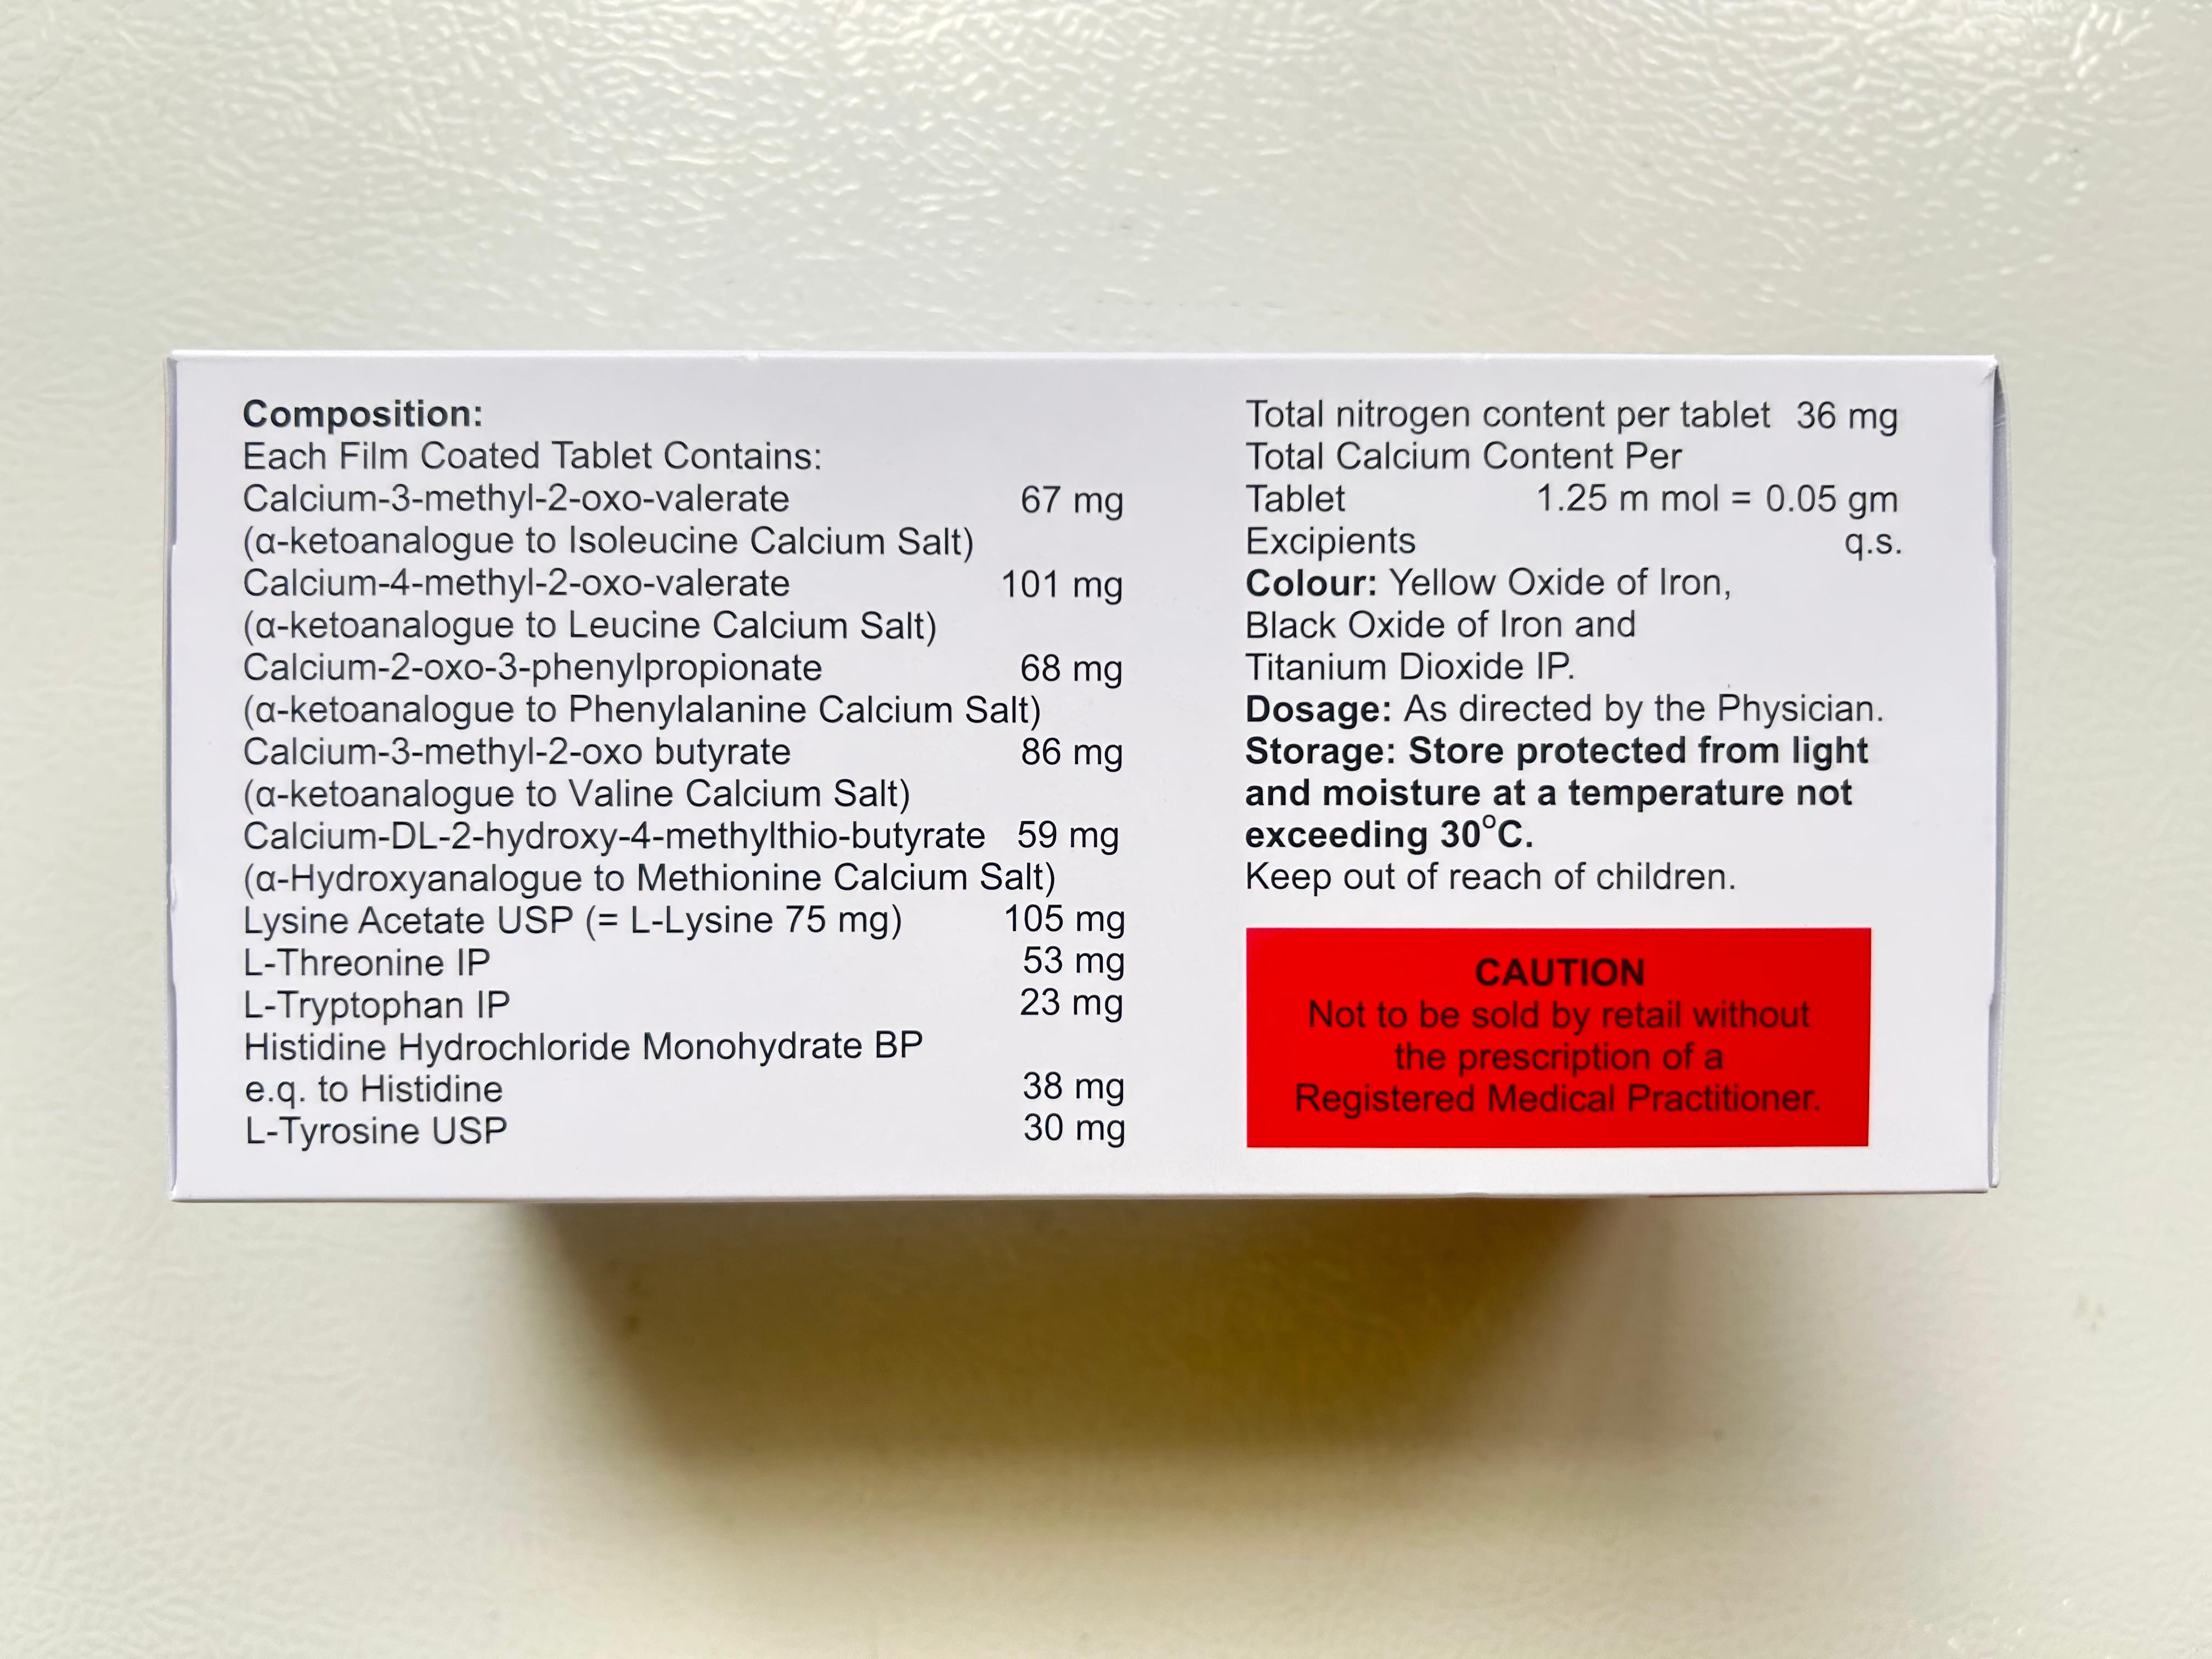 Composition:
Each Film Coated Tablet Contains:
Calcium-3-methyl-2-oxo-valerate 67 mg
(α-ketoanalogue to Isoleucine Calcium Salt)
Calcium-4-methyl-2-oxo-valerate 101 mg
(α-ketoanalogue to Leucine Calcium Salt)
Calcium-2-oxo-3-phenylpropionate 68 mg
(α-ketoanalogue to Phenylalanine Calcium Salt)
Calcium-3-methyl-2-oxo butyrate 86 mg
(α-ketoanalogue to Valine Calcium Salt)
Calcium-DL-2-hydroxy-4-methylthio-butyrate 59 mg
(α-Hydroxyanalogue to Methionine Calcium Salt)
Lysine Acetate USP (= L-Lysine 75 mg) 105 mg
L-Threonine IP 53 mg
L-Tryptophan IP 23 mg
Histidine Hydrochloride Monohydrate BP
e.q. to Histidine 38 mg
L-Tyrosine USP 30 mg
Total nitrogen content per tablet 36 mg
Total Calcium Content Per
Tablet 1.25 m mol = 0.05 gm
Excipients q.s.
Colour: Yellow Oxide of Iron,
Black Oxide of Iron and
Titanium Dioxide IP.
Dosage: As directed by the Physician.
Storage: Store protected from light
and moisture at a temperature not
exceeding 30°C.
Keep out of reach of children.
CAUTION
Not to be sold by retail without
the prescription of a
Registered Medical Practitioner.